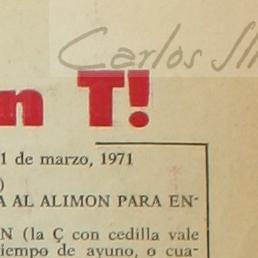 Carlos
n T!
1 de marzo, 1971
)
A AL ALIMON PARA EN-
N (la Ç con cedilla vale
iempo de ayuno, o cua-